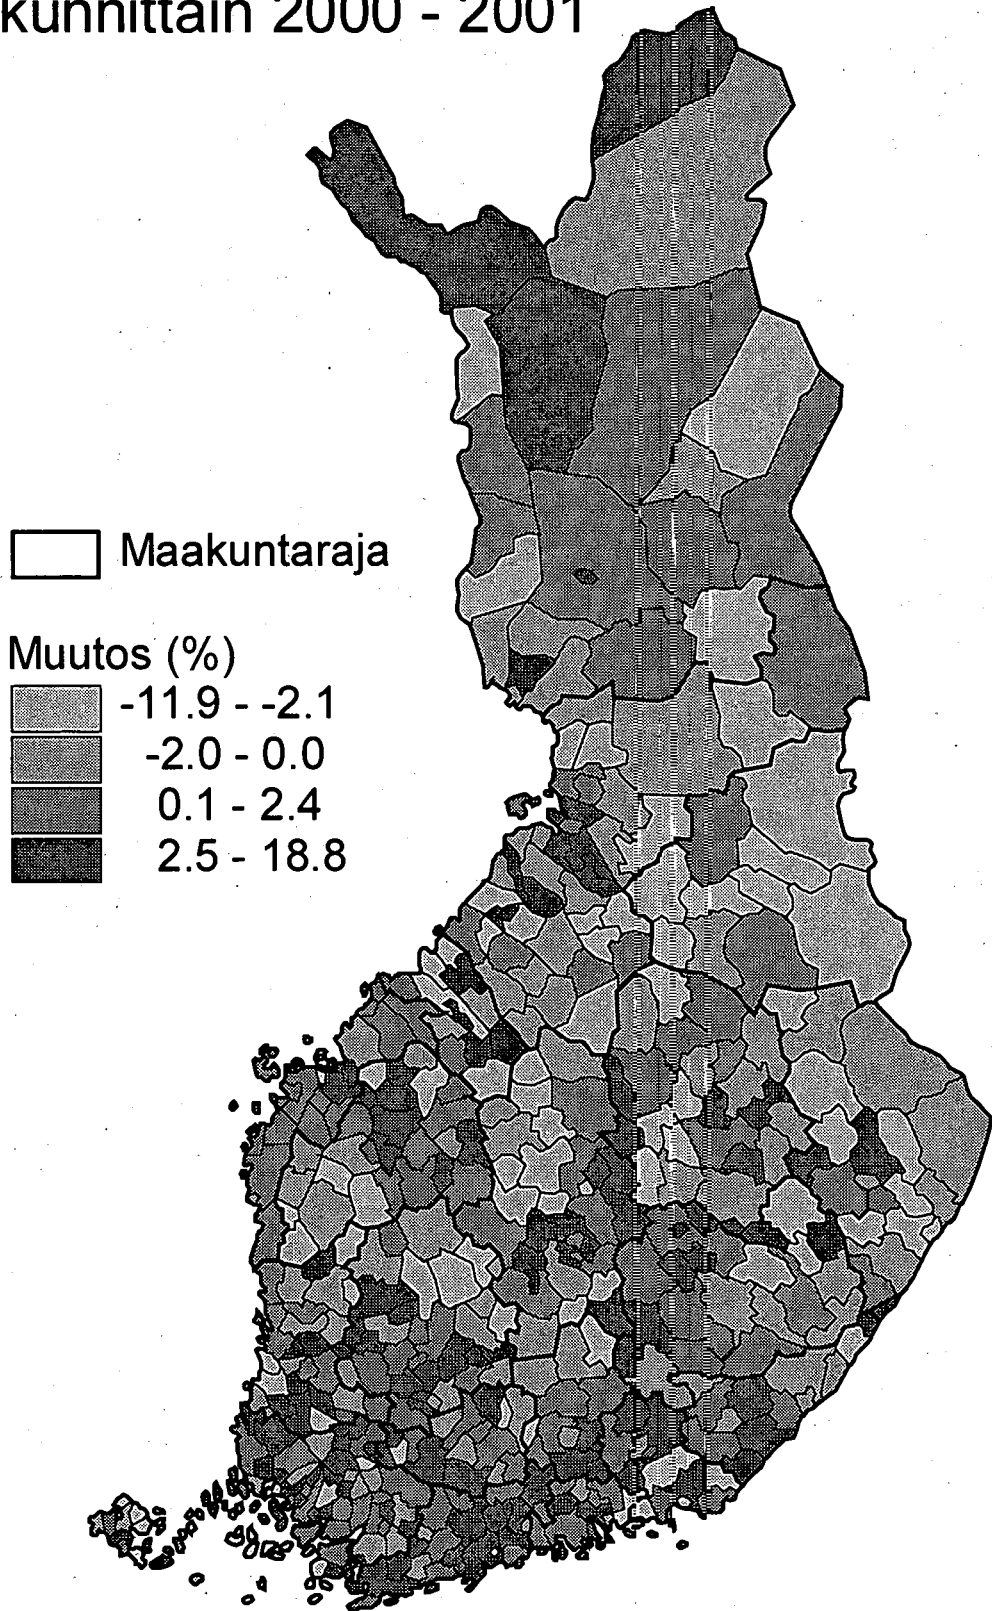 kunnittain 2000 - 2001
Maakuntaraja
Muutos (%)
-11.9 - -2.1
-2.0 - 0.0
0.1 - 2.4
2.5 - 18.8